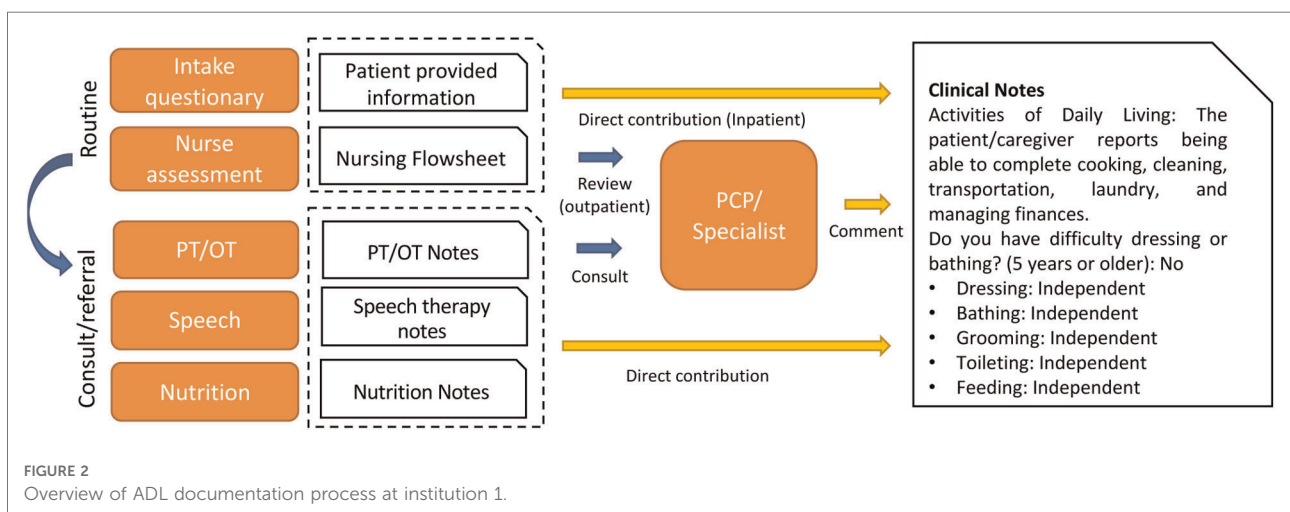 Routine
Intake
questionary
Nurse
assessment
Patient provided
information
Nursing Flowsheet
Consult/referral
PT/OT
Speech
Nutrition
PT/OT Notes
Speech therapy
notes
Nutrition Notes
Direct contribution (Inpatient)
Review
(outpatient)
Consult
PCP/
Specialist
Comment
Direct contribution
Clinical Notes
Activities of Daily Living: The
patient/caregiver reports being
able to complete cooking, cleaning,
transportation, laundry, and
managing finances.
Do you have difficulty dressing or
bathing? (5 years or older): No
• Dressing: Independent
• Bathing: Independent
• Grooming: Independent
• Toileting: Independent
• Feeding: Independent
FIGURE 2
Overview of ADL documentation process at institution 1.